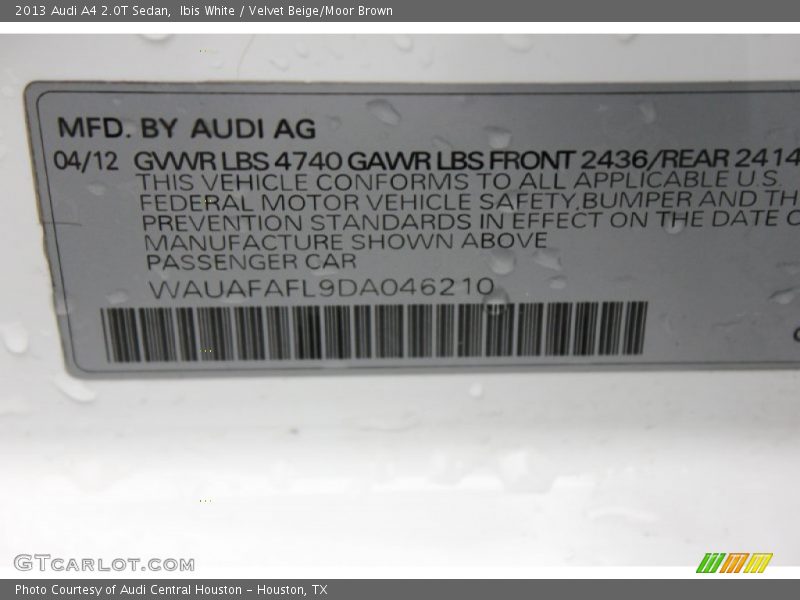 2013 Audi A4 2.0T Sedan,  Ibis White / Velvet Beige/Moor Brown
MFD. BY AUDI AG
04/12 GVWR LBS 4740 GAWR LBS FRONT 2436/REAR 2414
THIS VEHICLE CONFORMS TO ALL APPLICABLE U.S
FEDERAL MOTOR VEHICLE SAFETY,BUMPER AND TH
PREVENTION STANDARDS IN EFFECT ON THE DATE O
MANUFACTURE SHOWN ABOVE
PASSENGER CAR
WAUAFAFL9DA046210
GTCARLOT.COM
Photo Courtesy of Audi Central Houston - Houston, TX